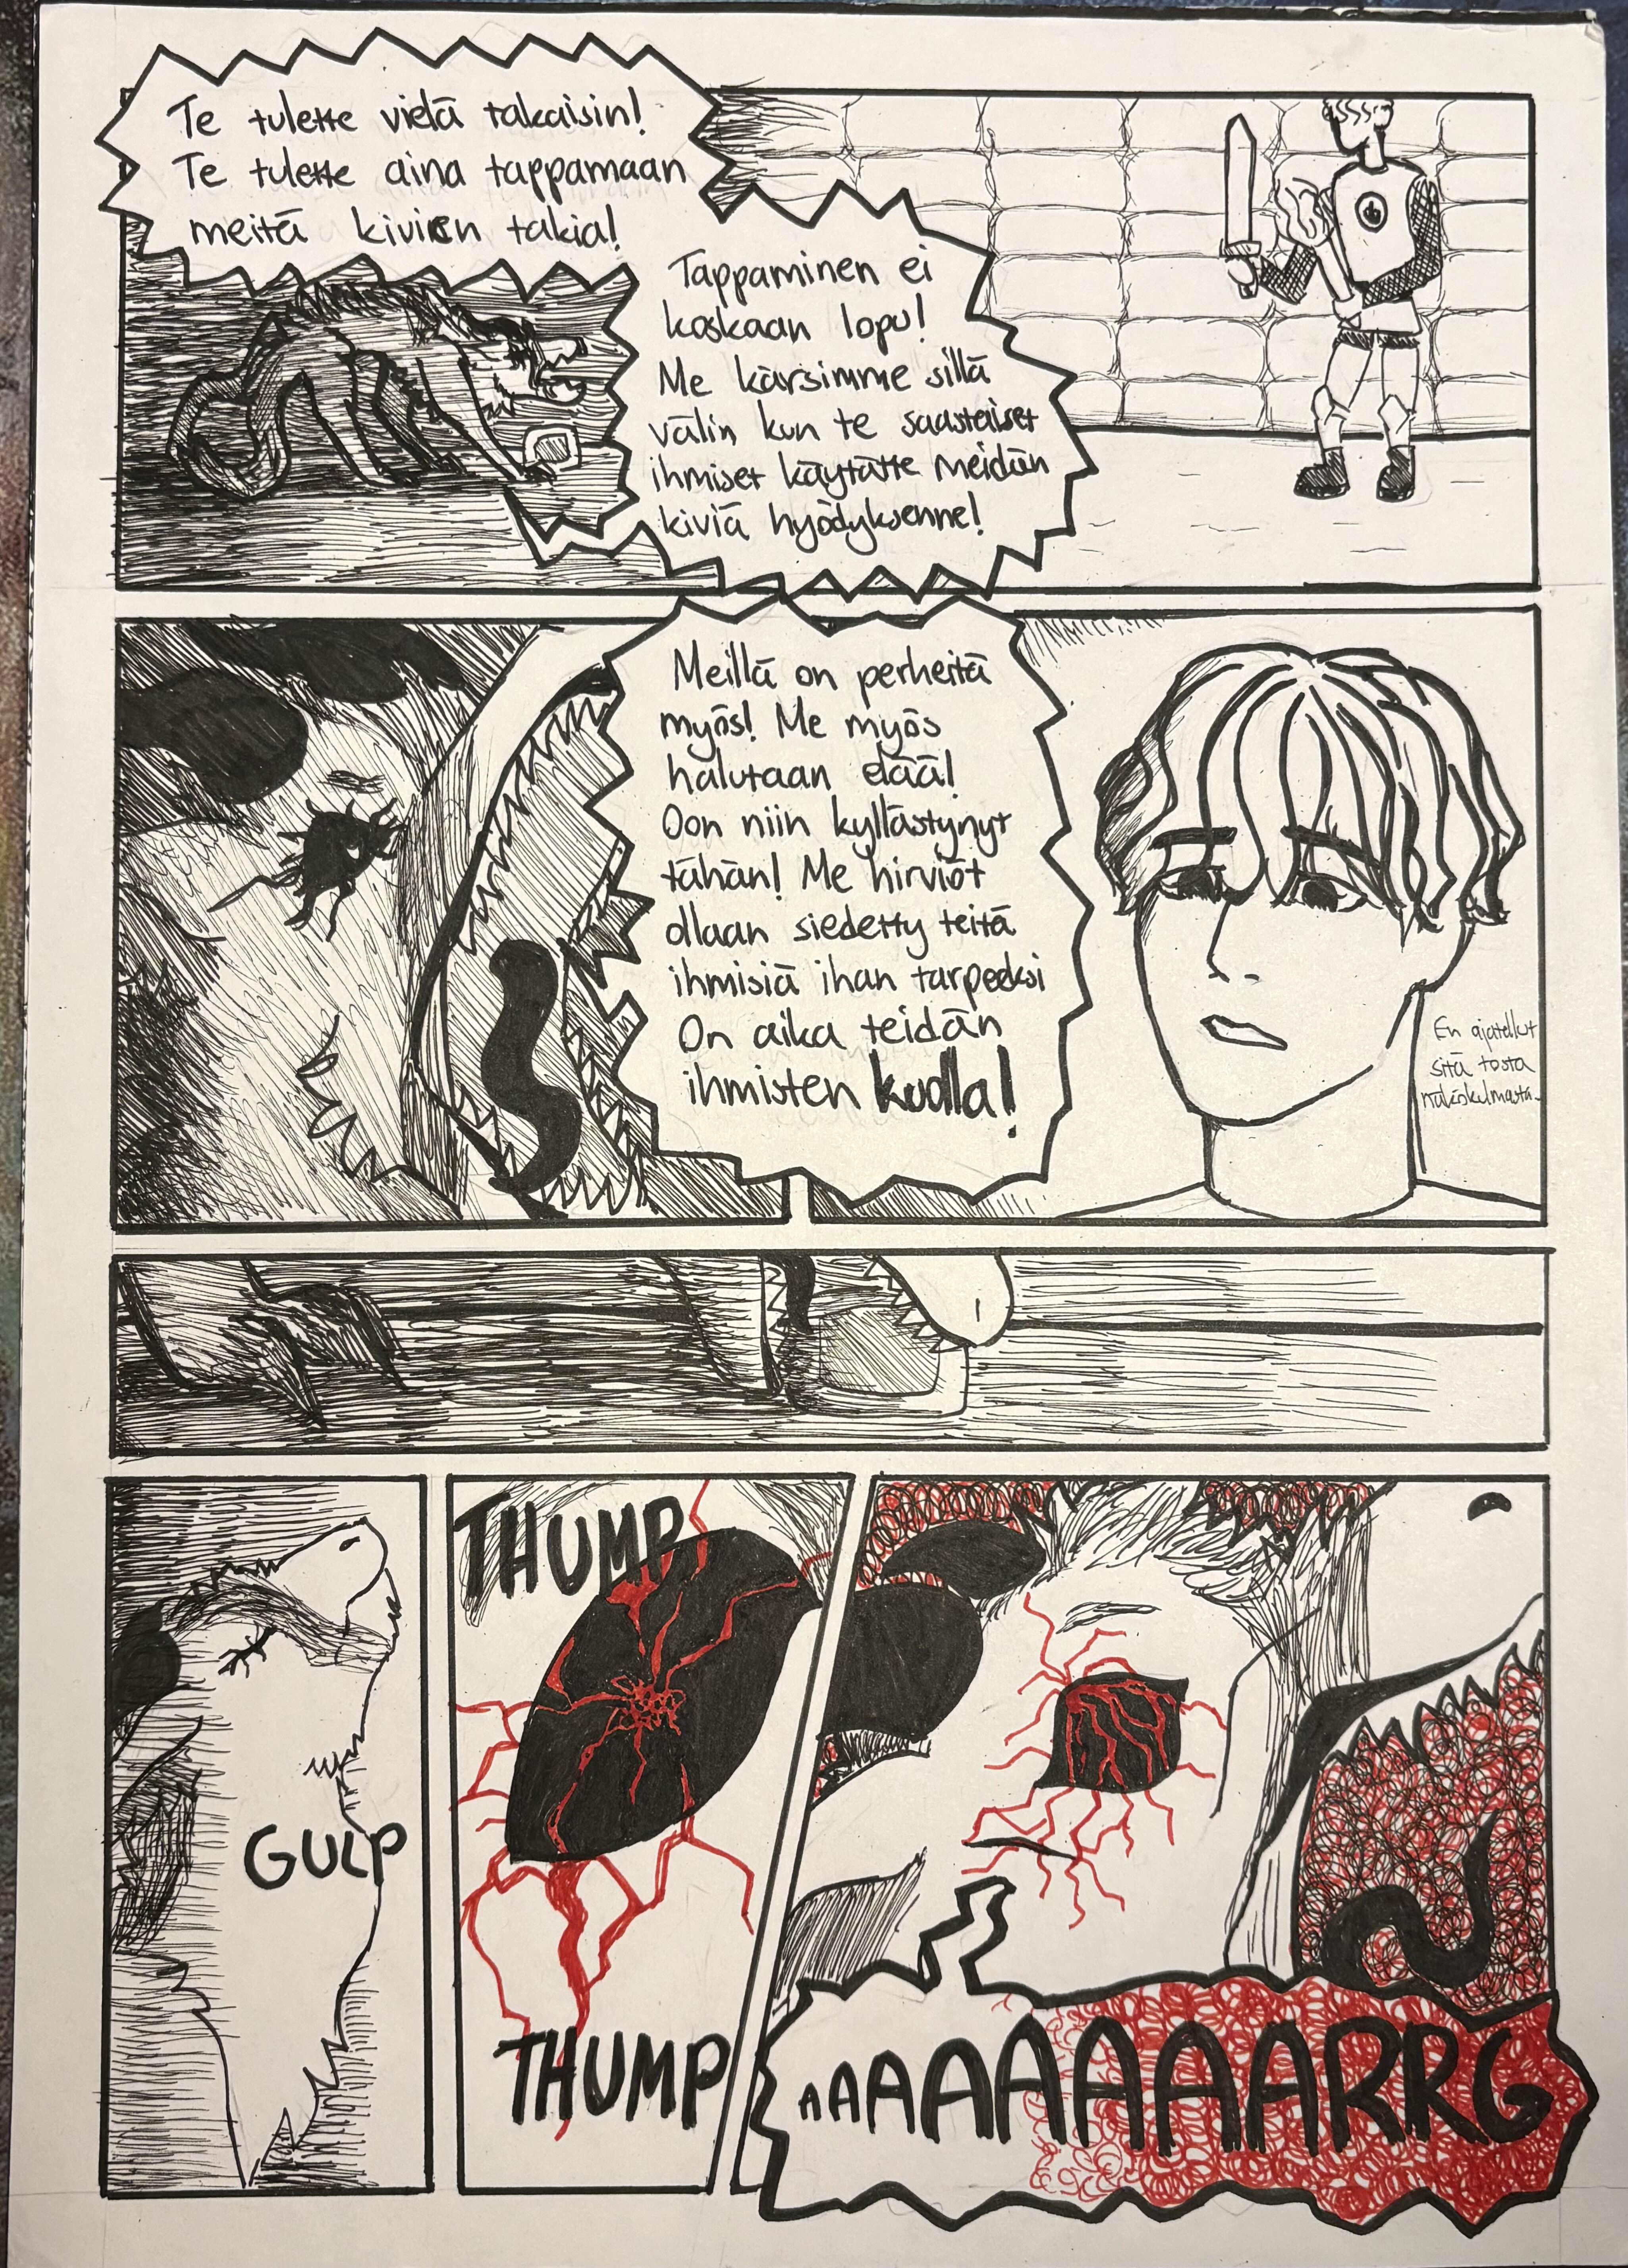 Te tulette vielä takaisin!
Te tulette aina tappamaan
meitä kivien takia!
Tappaminen ei
koskaan lopu!
Me kärsimme sillä
välin kun te saastaiset
ihmiset käytätte meidän
kiviä hyödyksenne!
Meillä on perheitä
myös! Me myös
halutaan elää!
Oon niin kyllästynyt
tähän! Me hirviöt
ollaan siedetty teitä
ihmisiä ihan tarpeeksi
On aika teidän
ihmisten kuolla!
En ajatellut
sitä tosta
näkökulmasta..
GULP
THUMP
THUMP
AAAAAAAAARRG